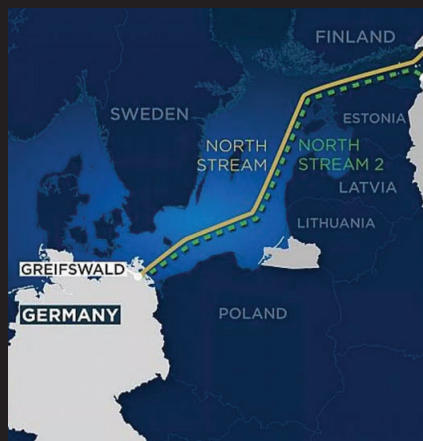 FINLAND
SWEDEN
ESTONIA
NORTH
STREAM
NORTH
STREAM 2
LATVIA
LITHUANIA
GREIFSWALD
GERMANY
POLAND